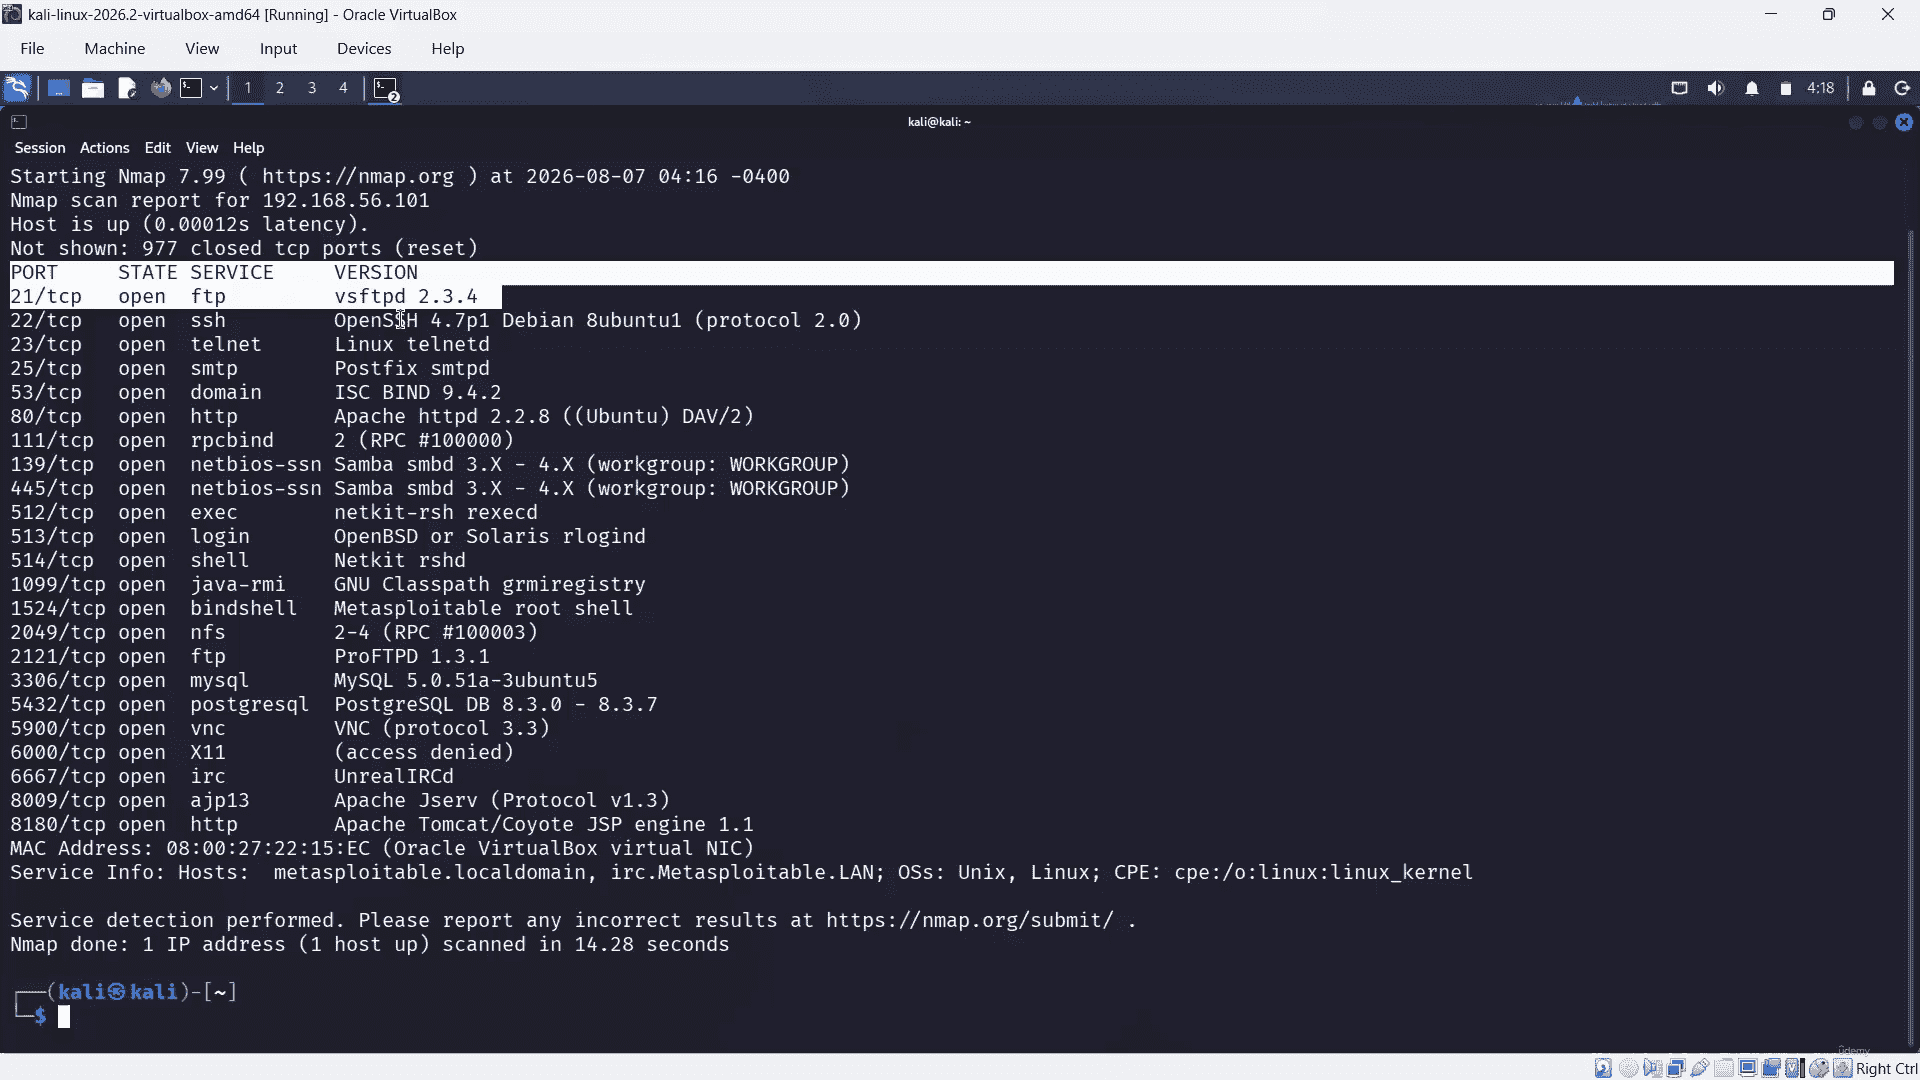 kali-linux-2026.2-virtualbox-amd64 [Running] - Oracle VirtualBox
File Machine View Input Devices Help
1 2 3 4 2 4:18
kali@kali: ~
Session Actions Edit View Help
Starting Nmap 7.99 ( https://nmap.org ) at 2026-08-07 04:16 -0400
Nmap scan report for 192.168.56.101
Host is up (0.00012s latency).
Not shown: 977 closed tcp ports (reset)
PORT STATE SERVICE VERSION
21/tcp open ftp vsftpd 2.3.4
22/tcp open ssh OpenSSH 4.7p1 Debian 8ubuntu1 (protocol 2.0)
23/tcp open telnet Linux telnetd
25/tcp open smtp Postfix smtpd
53/tcp open domain ISC BIND 9.4.2
80/tcp open http Apache httpd 2.2.8 ((Ubuntu) DAV/2)
111/tcp open rpcbind 2 (RPC #100000)
139/tcp open netbios-ssn Samba smbd 3.X - 4.X (workgroup: WORKGROUP)
445/tcp open netbios-ssn Samba smbd 3.X - 4.X (workgroup: WORKGROUP)
512/tcp open exec netkit-rsh rexecd
513/tcp open login OpenBSD or Solaris rlogind
514/tcp open shell Netkit rshd
1099/tcp open java-rmi GNU Classpath grmiregistry
1524/tcp open bindshell Metasploitable root shell
2049/tcp open nfs 2-4 (RPC #100003)
2121/tcp open ftp ProFTPD 1.3.1
3306/tcp open mysql MySQL 5.0.51a-3ubuntu5
5432/tcp open postgresql PostgreSQL DB 8.3.0 - 8.3.7
5900/tcp open vnc VNC (protocol 3.3)
6000/tcp open X11 (access denied)
6667/tcp open irc UnrealIRCd
8009/tcp open ajp13 Apache Jserv (Protocol v1.3)
8180/tcp open http Apache Tomcat/Coyote JSP engine 1.1
MAC Address: 08:00:27:22:15:EC (Oracle VirtualBox virtual NIC)
Service Info: Hosts:  metasploitable.localdomain, irc.Metasploitable.LAN; OSs: Unix, Linux; CPE: cpe:/o:linux:linux_kernel
Service detection performed. Please report any incorrect results at https://nmap.org/submit/ .
Nmap done: 1 IP address (1 host up) scanned in 14.28 seconds
┌──(kali㉿kali)-[~]
└─$
udemy
Right Ctrl